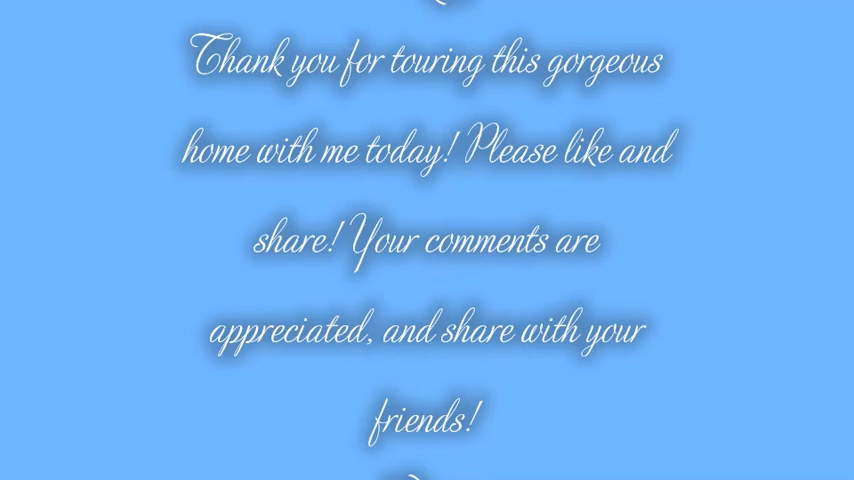 Thank you for touring this gorgeous
home with me today! Please like and
share! Your comments are
appreciated, and share with your
friends!